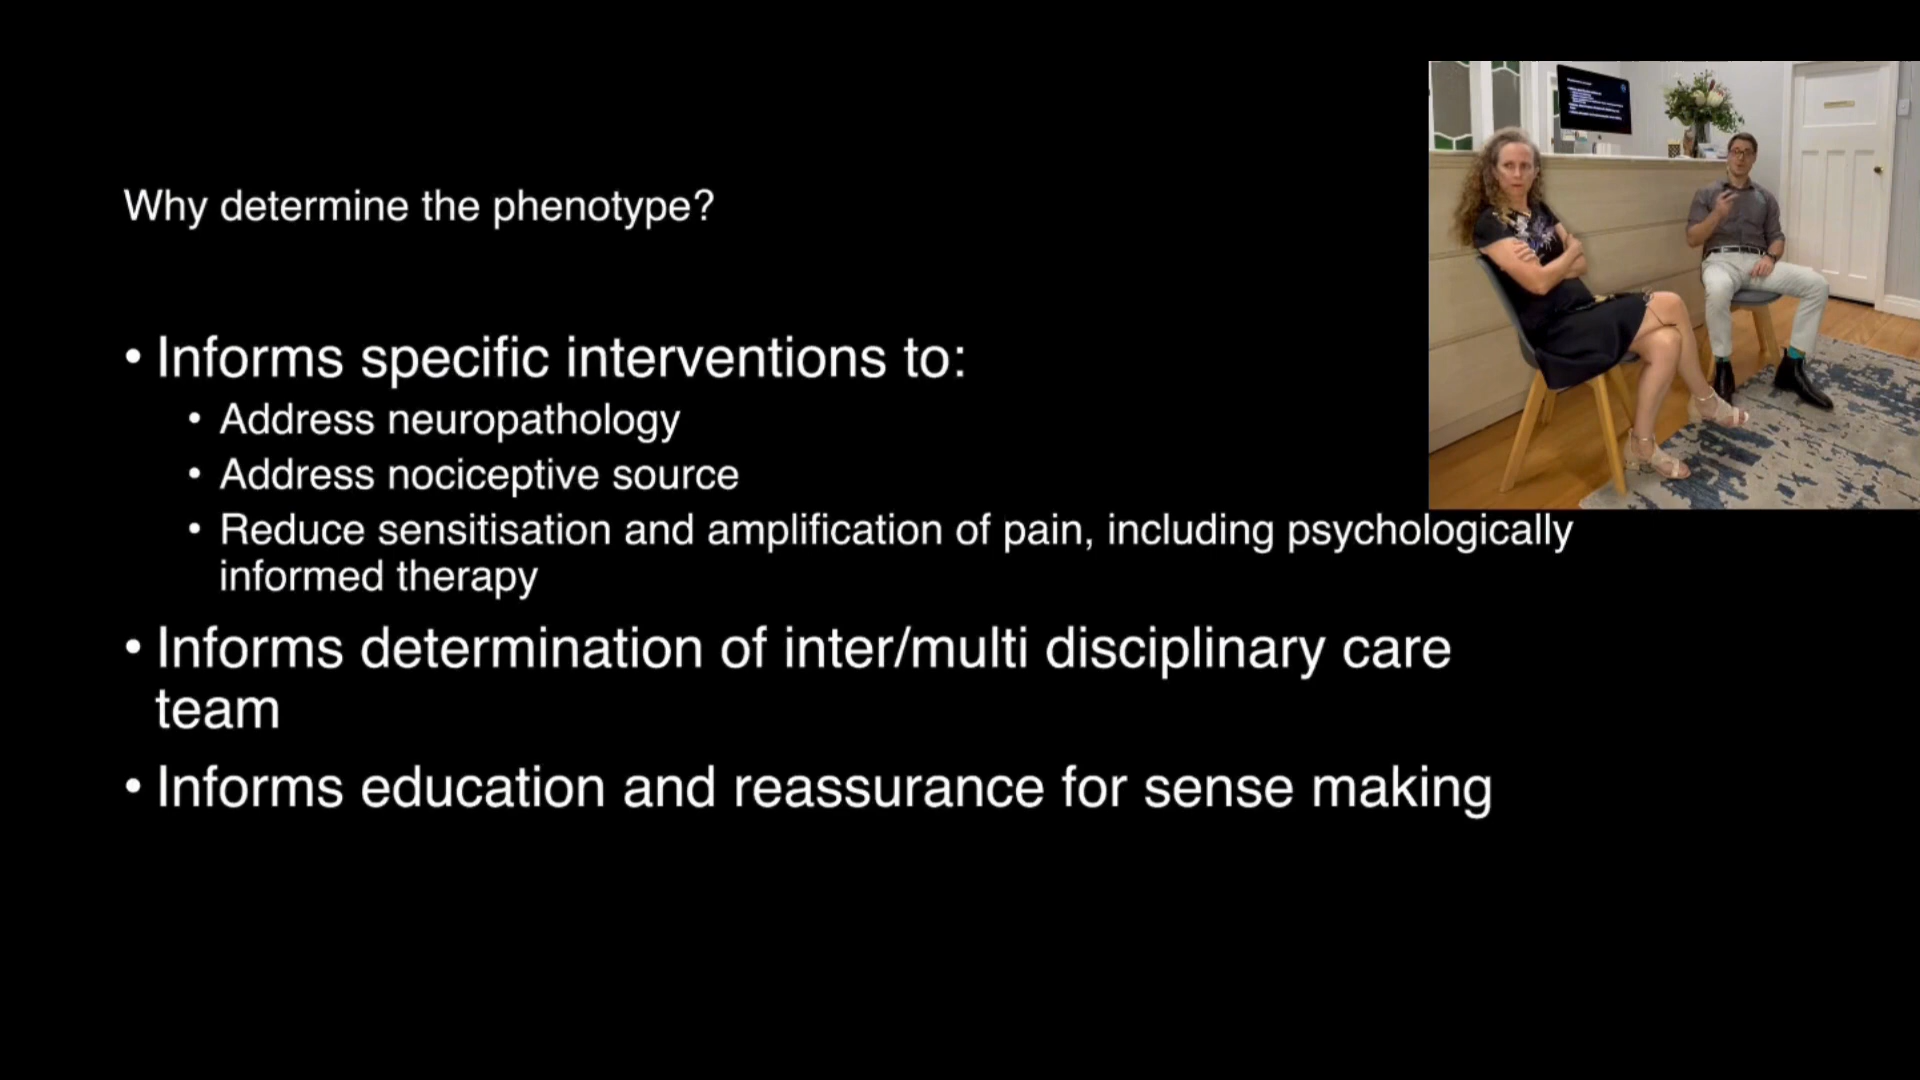 Why determine the phenotype?
• Informs specific interventions to:
• Address neuropathology
• Address nociceptive source
• Reduce sensitisation and amplification of pain, including psychologically
informed therapy
• Informs determination of inter/multi disciplinary care
team
• Informs education and reassurance for sense making